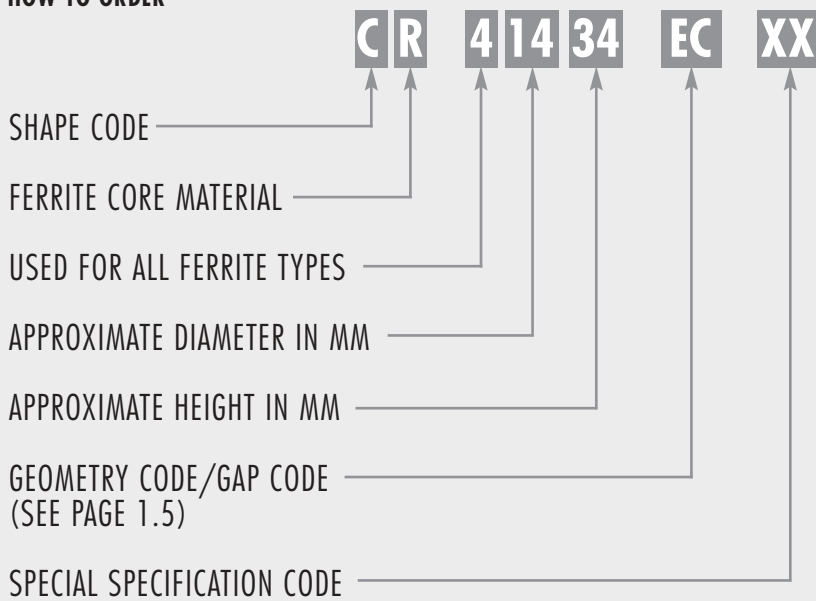 HOW TO ORDER
C R 4 14 34 EC XX
SHAPE CODE
FERRITE CORE MATERIAL
USED FOR ALL FERRITE TYPES
APPROXIMATE DIAMETER IN MM
APPROXIMATE HEIGHT IN MM
GEOMETRY CODE/GAP CODE
(SEE PAGE 1.5)
SPECIAL SPECIFICATION CODE